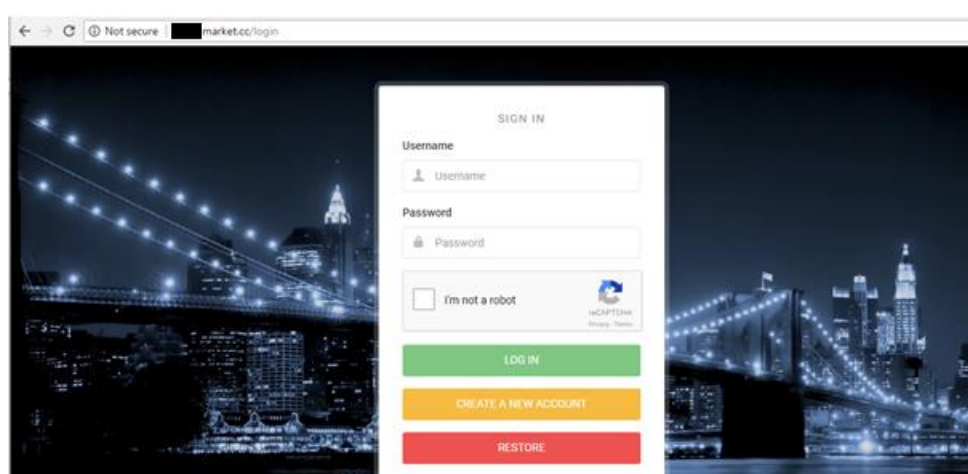 Not secure market.cc/login
SIGN IN
Username
Username
Password
Password
I'm not a robot
reCAPTCHA
Privacy - Terms
LOG IN
CREATE A NEW ACCOUNT
RESTORE